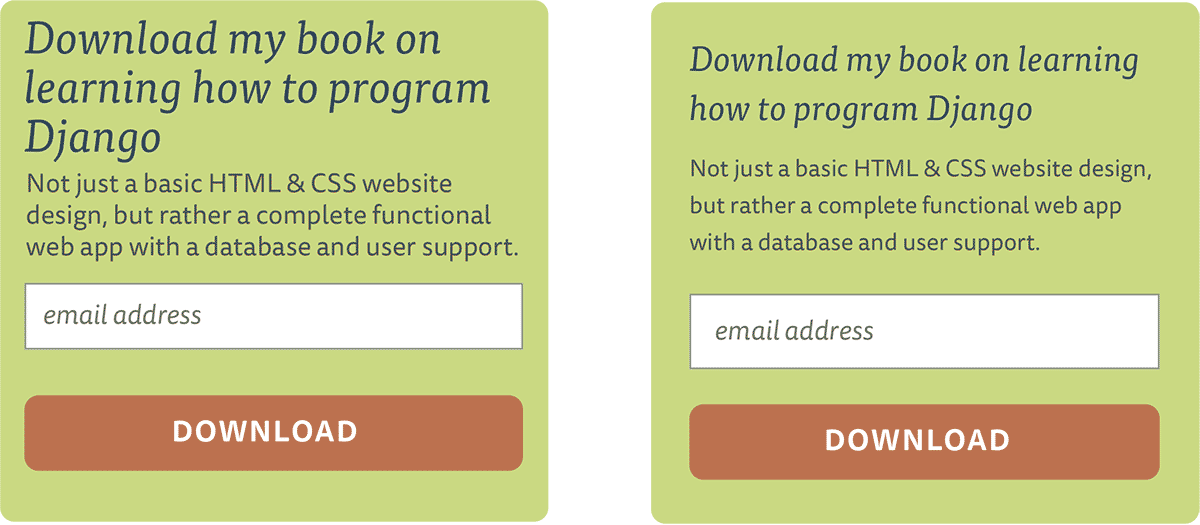 Download my book on
learning how to program
Django
Not just a basic HTML & CSS website
design, but rather a complete functional
web app with a database and user support.
email address
DOWNLOAD
Download my book on learning
how to program Django
Not just a basic HTML & CSS website design,
but rather a complete functional web app
with a database and user support.
email address
DOWNLOAD